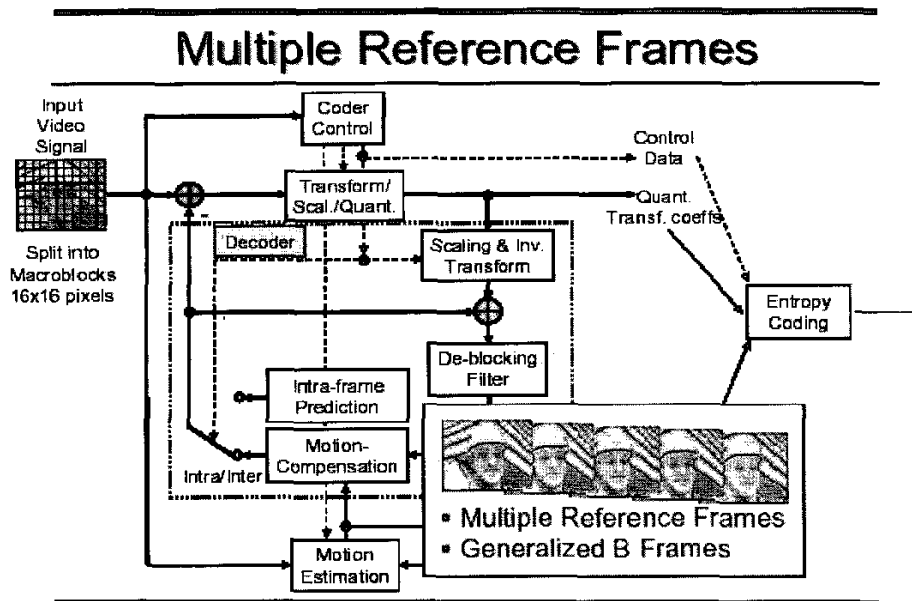 Multiple Reference Frames
Input
Video
Signal
Split into
Macroblocks
16x16 pixels
Coder
Control
Transform/
Scal./Quant.
Decoder
Scaling & Inv.
Transform
De-blocking
Filter
Intra-frame
Prediction
Motion-
Compensation
Intra/Inter
Motion
Estimation
Control
Data
Quant.
Transf. coeffs
Entropy
Coding
▪ Multiple Reference Frames
▪ Generalized B Frames